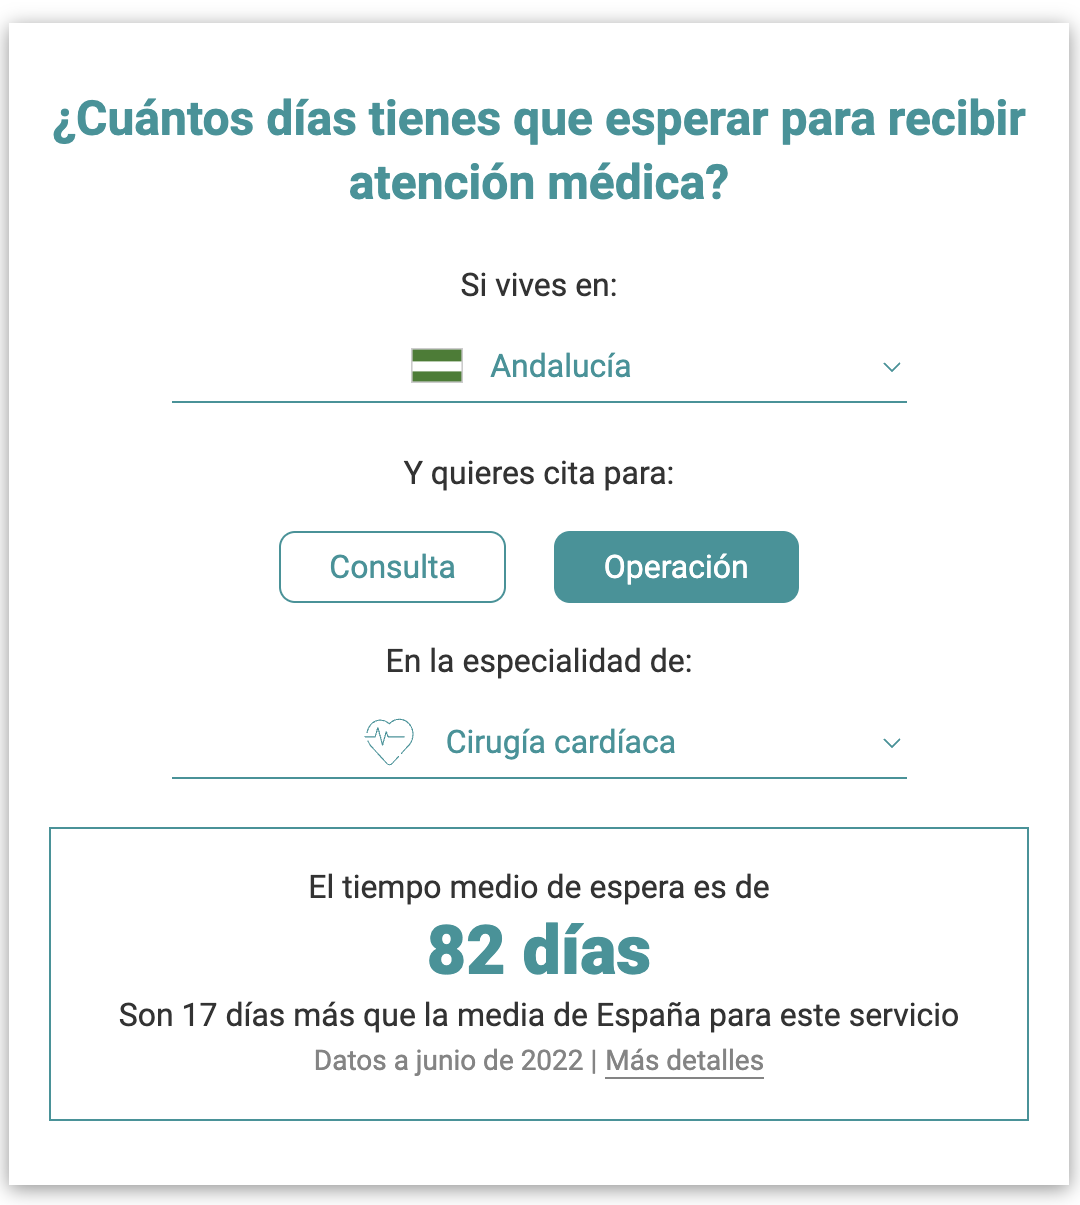 ¿Cuántos días tienes que esperar para recibir
atención médica?
Si vives en:
Andalucía
Y quieres cita para:
Consulta
Operación
En la especialidad de:
Cirugía cardíaca
El tiempo medio de espera es de
82 días
Son 17 días más que la media de España para este servicio
Datos a junio de 2022 | Más detalles